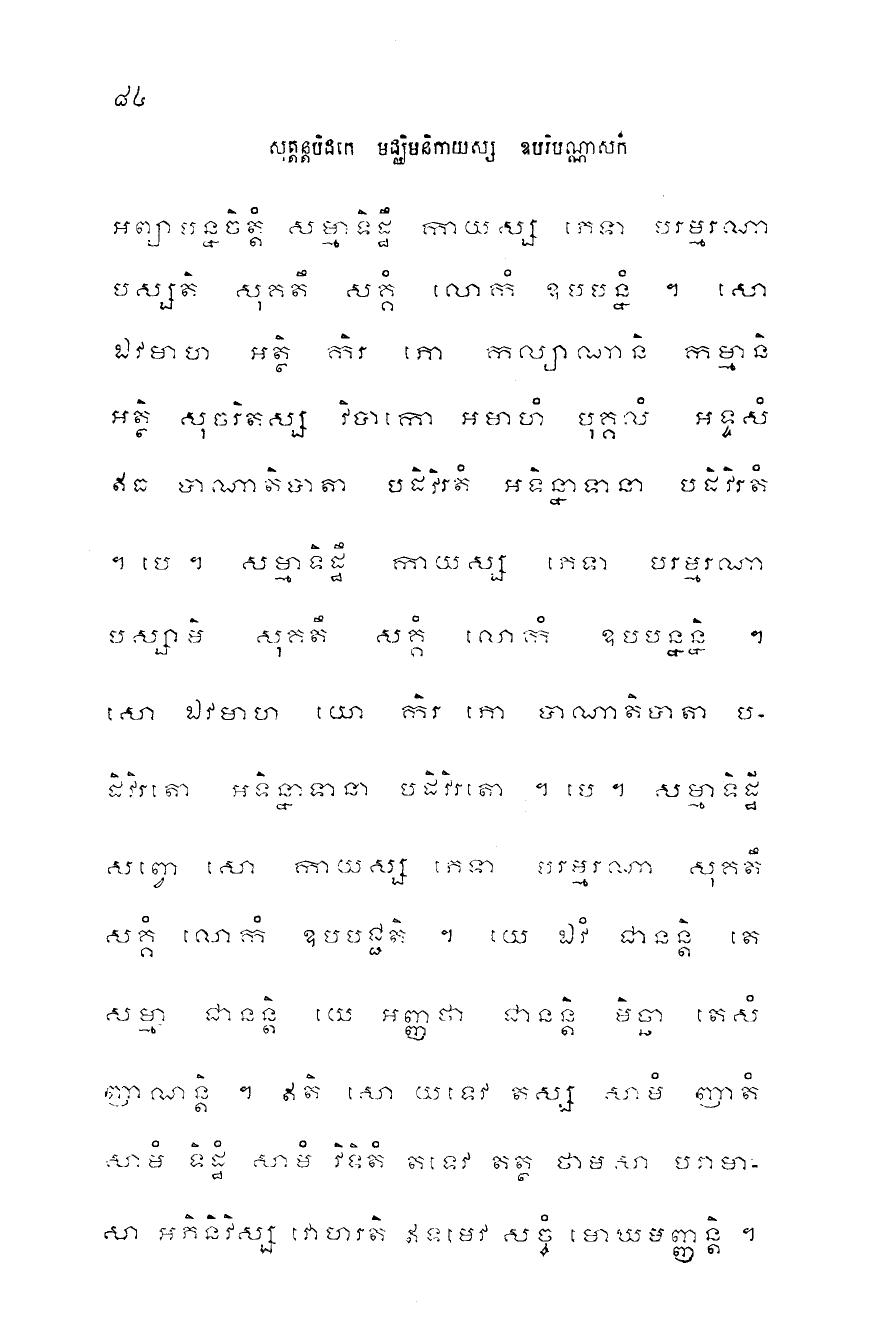 ៨៤
សុត្តន្តបិដកេ មជ្ឈិមនិកាយស្ស ឧបរិបណ្ណាសកំ
អព្យាបន្នចិត្តំ សម្មាទិដ្ឋឹ កាយស្ស ភេទា បរម្មរណា
បស្សតិ សុគតឹ សគ្គំ លោកំ ឧបបន្នំ ។ សោ
ឯវមាហ អត្ថិ កិរ ភោ កល្យាណានិ កម្មានិ
អត្ថិ សុចរិតស្ស វិបាកោ អមាហំ បុគ្គលំ អទ្ទសំ
ឥធ បាណាតិបាតា បដិវិរតំ អទិន្នាទានា បដិវិរតំ
។ បេ ។ សម្មាទិដ្ឋឹ កាយស្ស ភេទា បរម្មរណា
បស្សាមិ សុគតឹ សគ្គំ លោកំ ឧបបន្នន្តិ ។
សោ ឯវមាហ យោ កិរ ភោ បាណាតិបាតា ប-
ដិវិរតោ អទិន្នាទានា បដិវិរតោ ។ បេ ។ សម្មាទិដ្ឋី
សព្វោ សោ កាយស្ស ភេទា បរម្មរណា សុគតឹ
សគ្គំ លោកំ ឧបបជ្ជតិ ។ យេ ឯវំ ជានន្តិ តេ
សម្មា ជានន្តិ យេ អញ្ញថា ជានន្តិ មិច្ឆា តេសំ
ញាណន្តិ ។ ឥតិ សោ យទេវ តស្ស សាមំ ញាតំ
សាមំ ទិដ្ឋំ សាមំ វិទិតំ តទេវ តត្ថ ថាមសា បរាមា-
សា អភិនិវិស្ស វោហរតិ ឥទមេវ សច្ចំ មោឃមញ្ញន្តិ ។